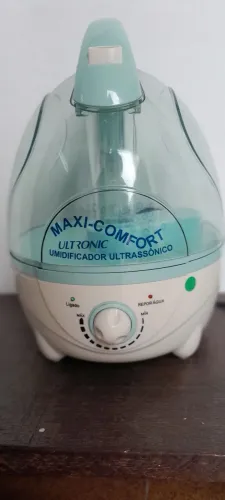 MAXI-COMFORT
ULTRONIC
UMIDIFICADOR ULTRASSÔNICO
Ligado
REPOR ÁGUA
MÁX
MÍN